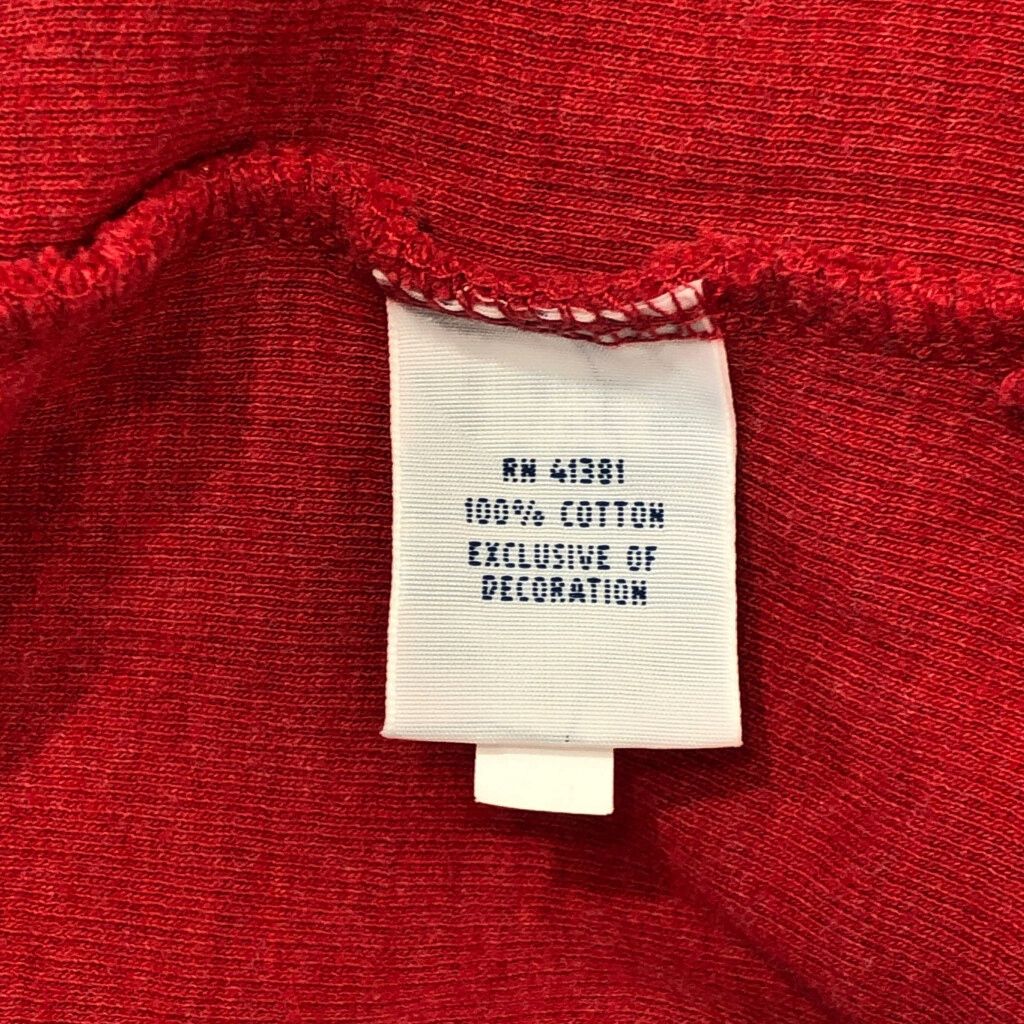 RN 41381
100% COTTON
EXCLUSIVE OF
DECORATION